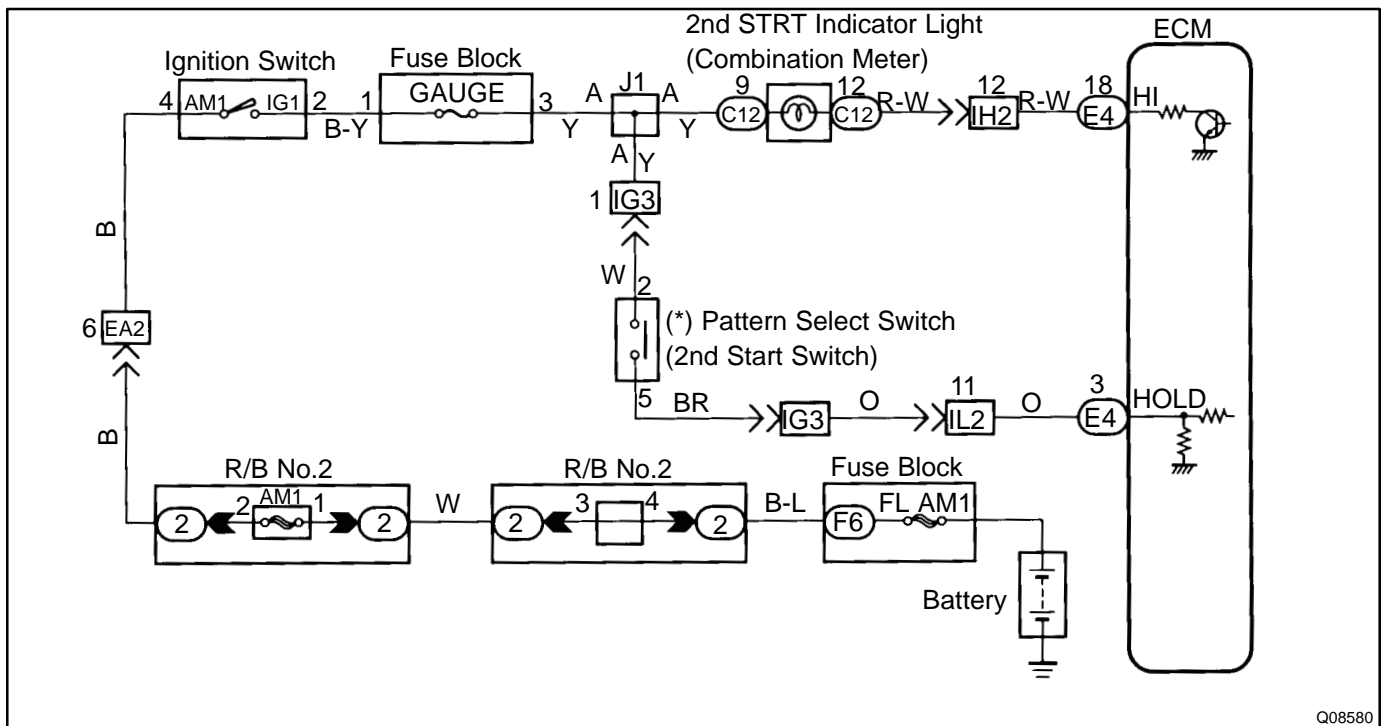 2nd STRT Indicator Light
(Combination Meter)
ECM
Ignition Switch
Fuse Block
4 AM1 IG1 2
B-Y
1 GAUGE 3
Y
A J1 A
Y
9 C12
12 C12
R-W
12 IH2
R-W
18 E4
HI
A Y
1 IG3
W
2
(*) Pattern Select Switch
(2nd Start Switch)
5
BR
IG3
O
11 IL2
O
3 E4
HOLD
B
6 EA2
B
R/B No.2
2 2 AM1 1 2
W
R/B No.2
2 3 4 2
B-L
Fuse Block
F6 FL AM1
Battery
Q08580